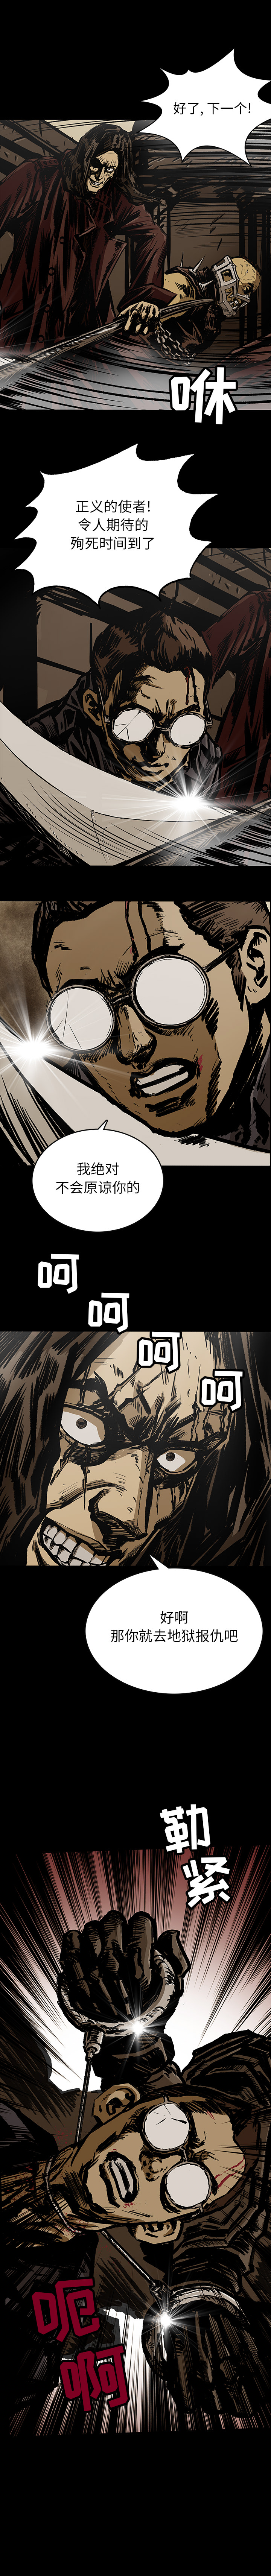 好了, 下一个!
咻
正义的使者!
令人期待的
殉死时间到了
我绝对
不会原谅你的
呵
呵
呵
呵
好啊
那你就去地狱报仇吧
勒
紧
呃
啊